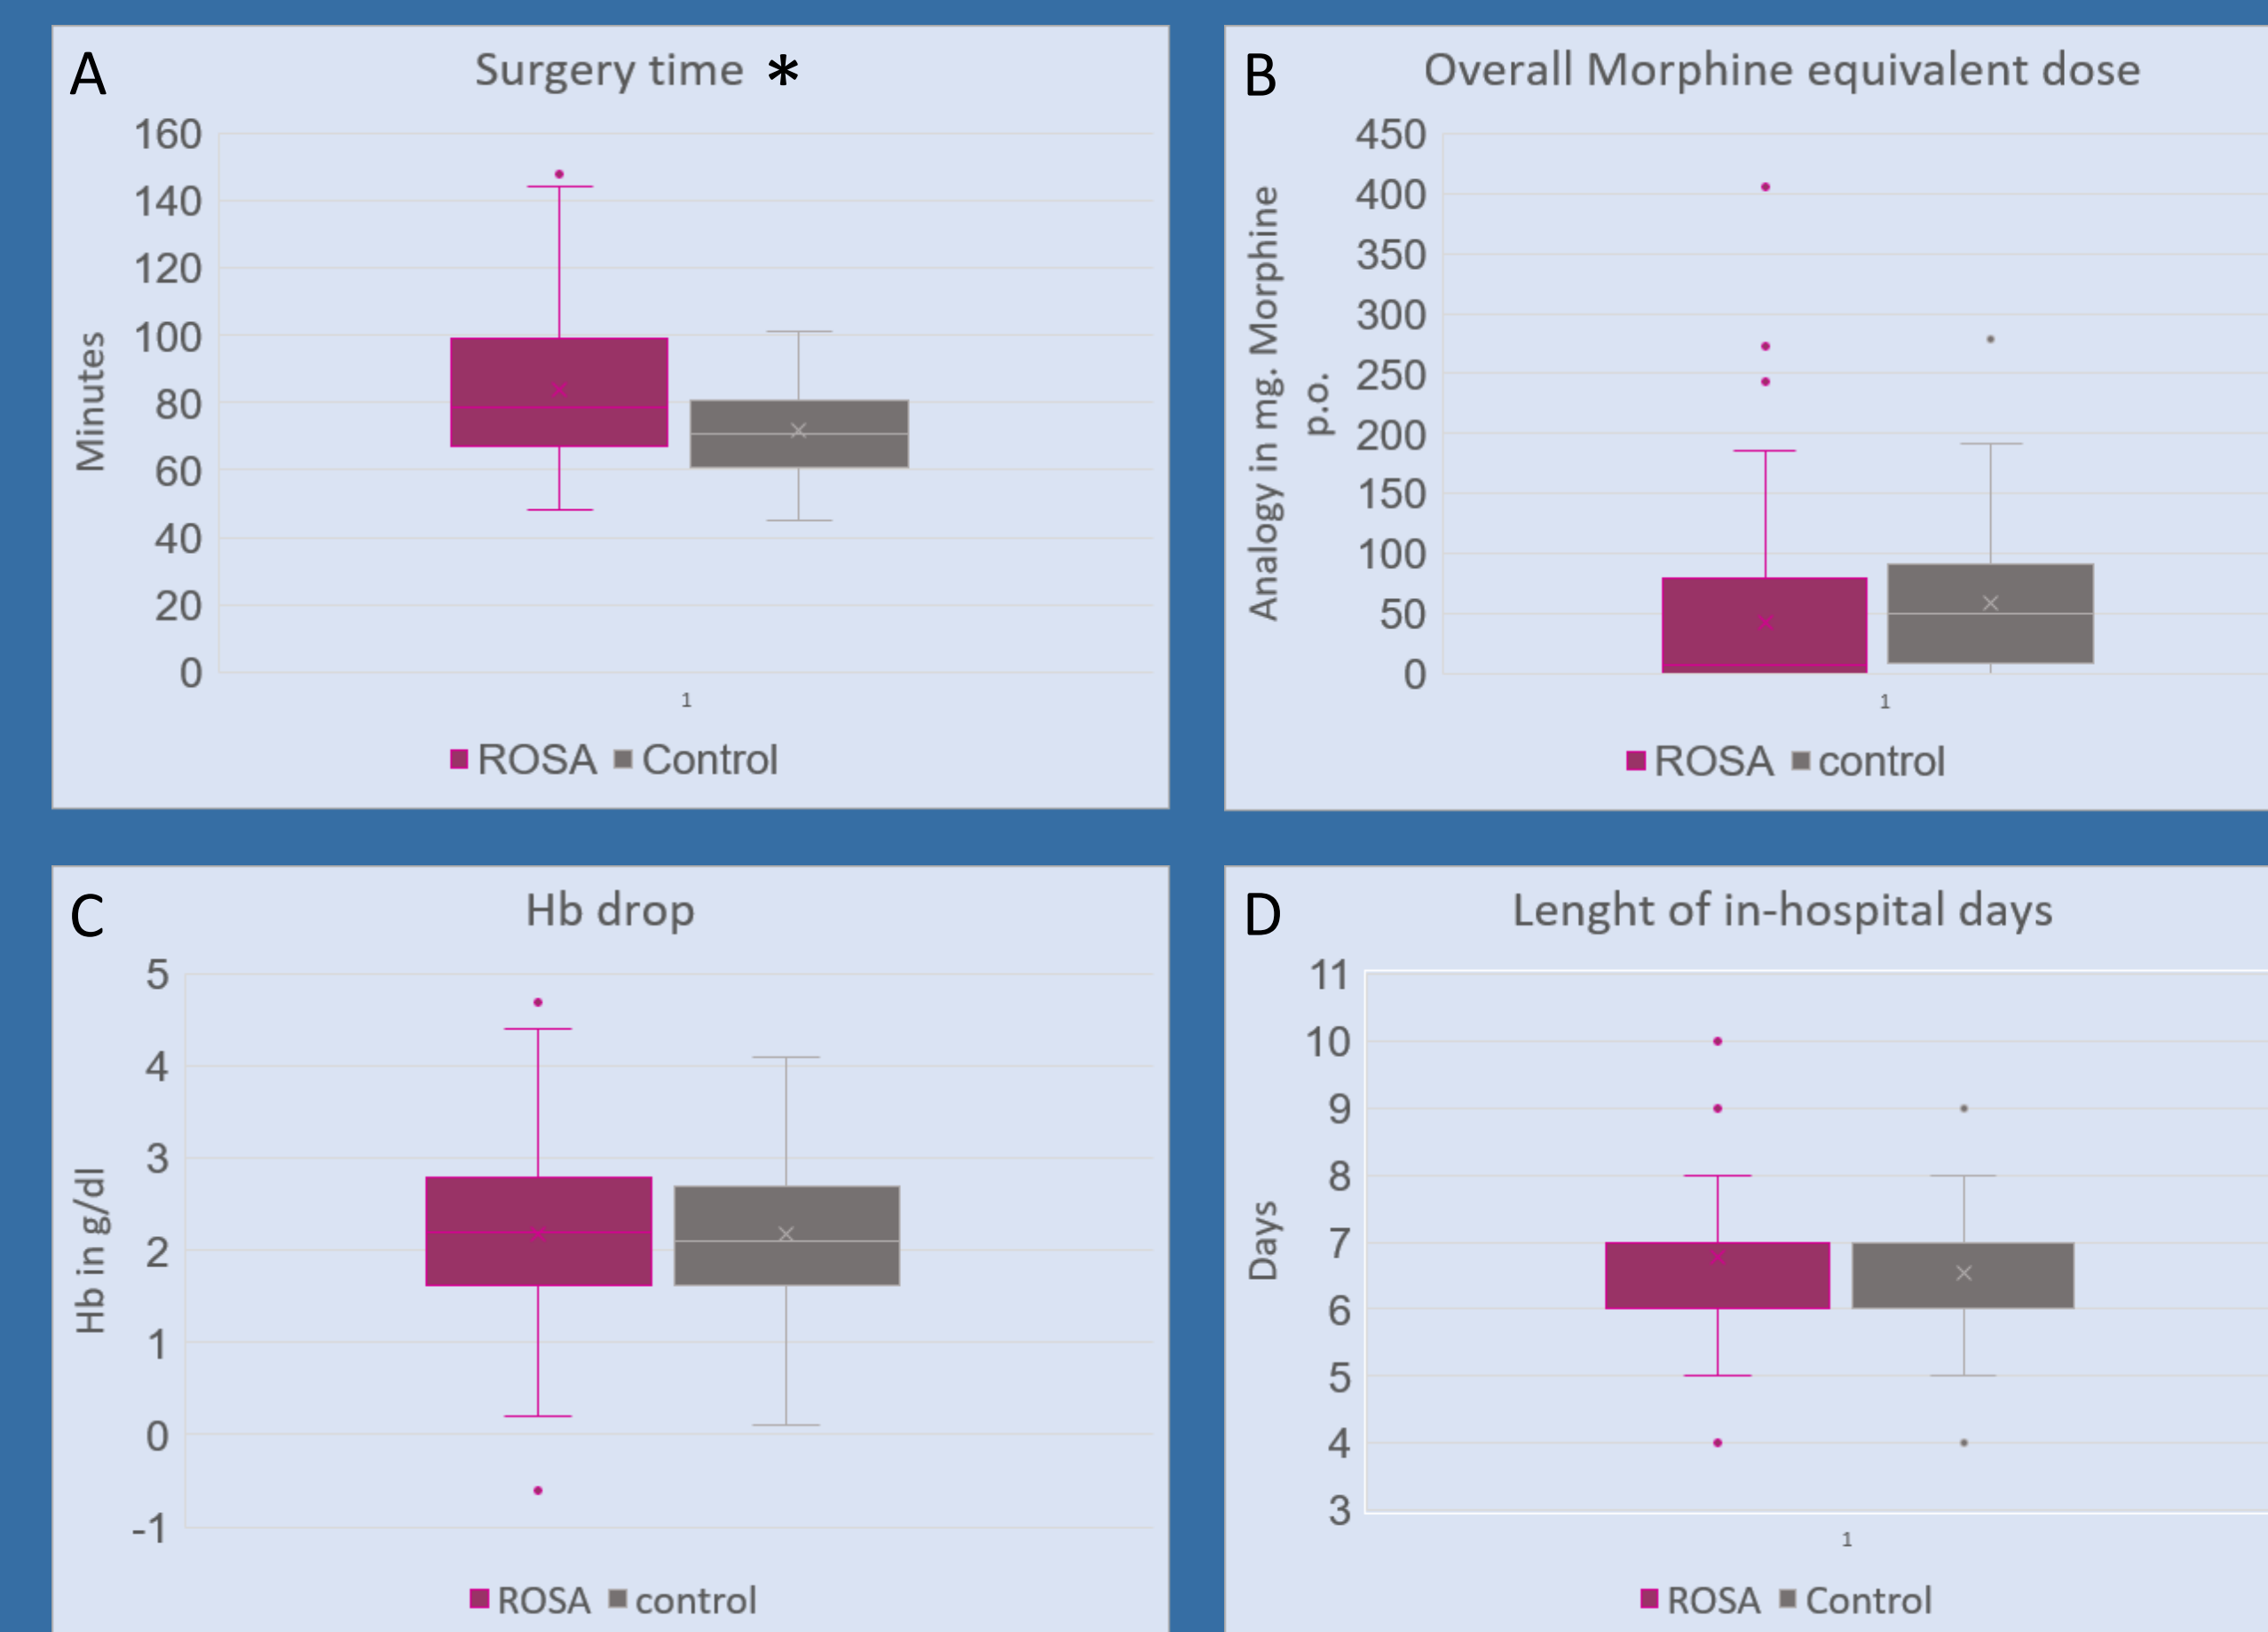 A
Surgery time *
Minutes
160
140
120
100
80
60
40
20
0
1
ROSA Control
B
Overall Morphine equivalent dose
Analogy in mg. Morphine
p.o.
450
400
350
300
250
200
150
100
50
0
1
ROSA control
C
Hb drop
Hb in g/dl
5
4
3
2
1
0
-1
ROSA control
D
Lenght of in-hospital days
Days
11
10
9
8
7
6
5
4
3
1
ROSA Control